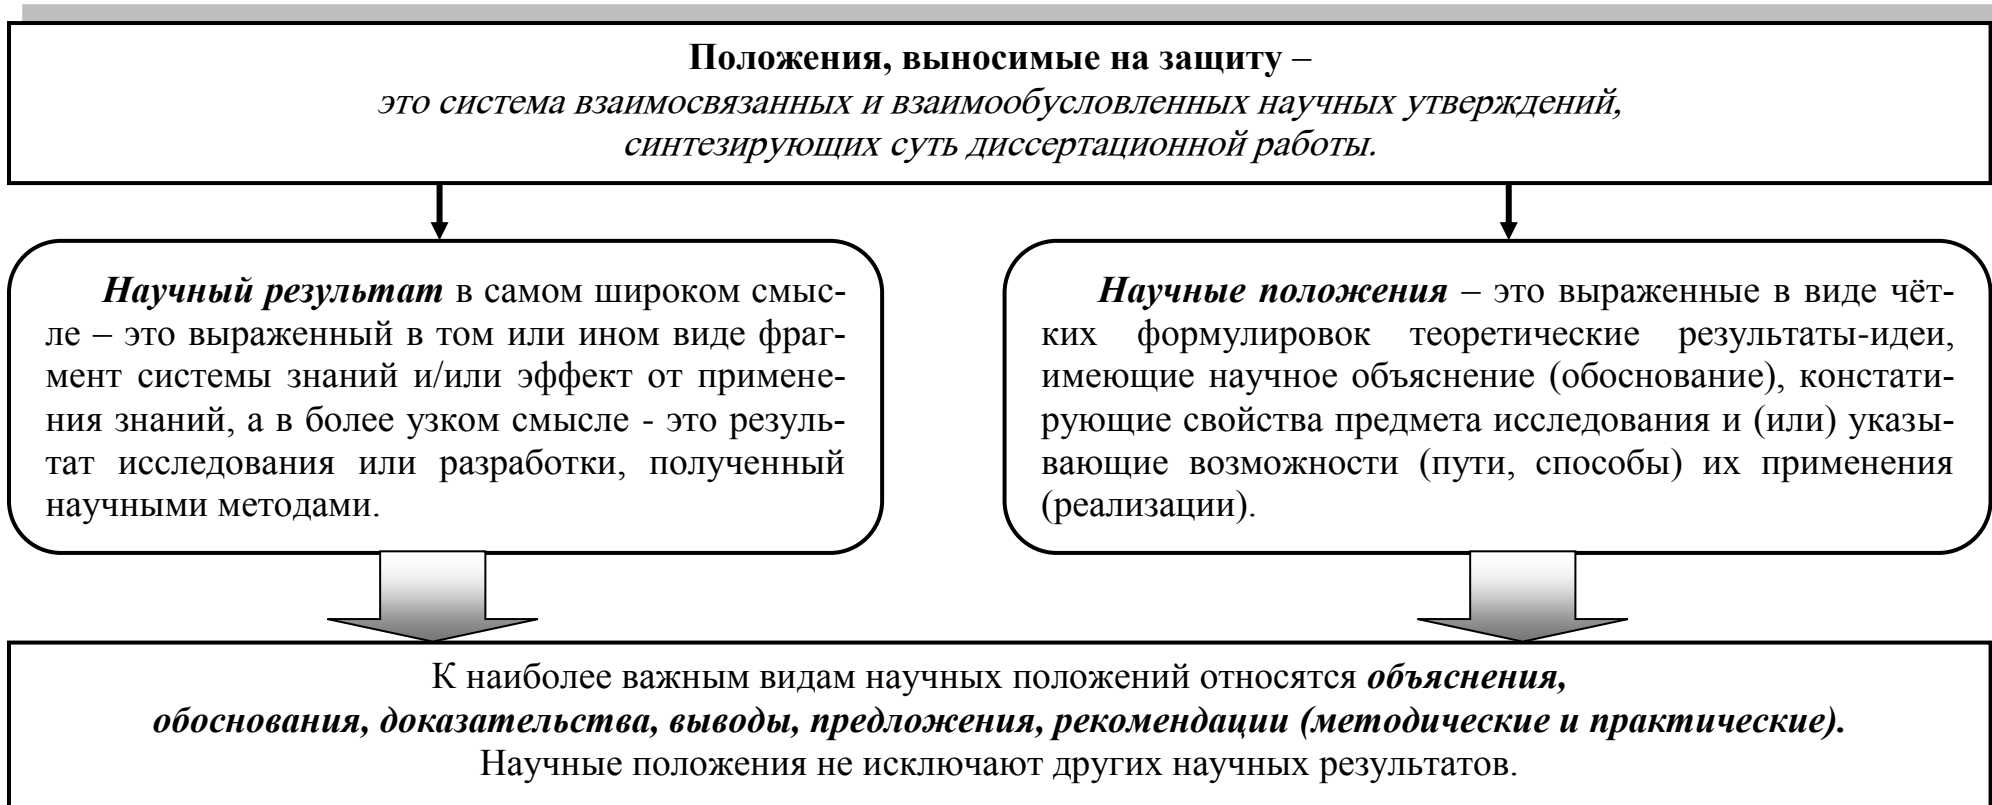 Положения, выносимые на защиту –
это система взаимосвязанных и взаимообусловленных научных утверждений,
синтезирующих суть диссертационной работы.
Научный результат в самом широком смыс-
ле – это выраженный в том или ином виде фраг-
мент системы знаний и/или эффект от примене-
ния знаний, а в более узком смысле - это резуль-
тат исследования или разработки, полученный
научными методами.
Научные положения – это выраженные в виде чёт-
ких формулировок теоретические результаты-идеи,
имеющие научное объяснение (обоснование), констати-
рующие свойства предмета исследования и (или) указы-
вающие возможности (пути, способы) их применения
(реализации).
К наиболее важным видам научных положений относятся объяснения,
обоснования, доказательства, выводы, предложения, рекомендации (методические и практические).
Научные положения не исключают других научных результатов.